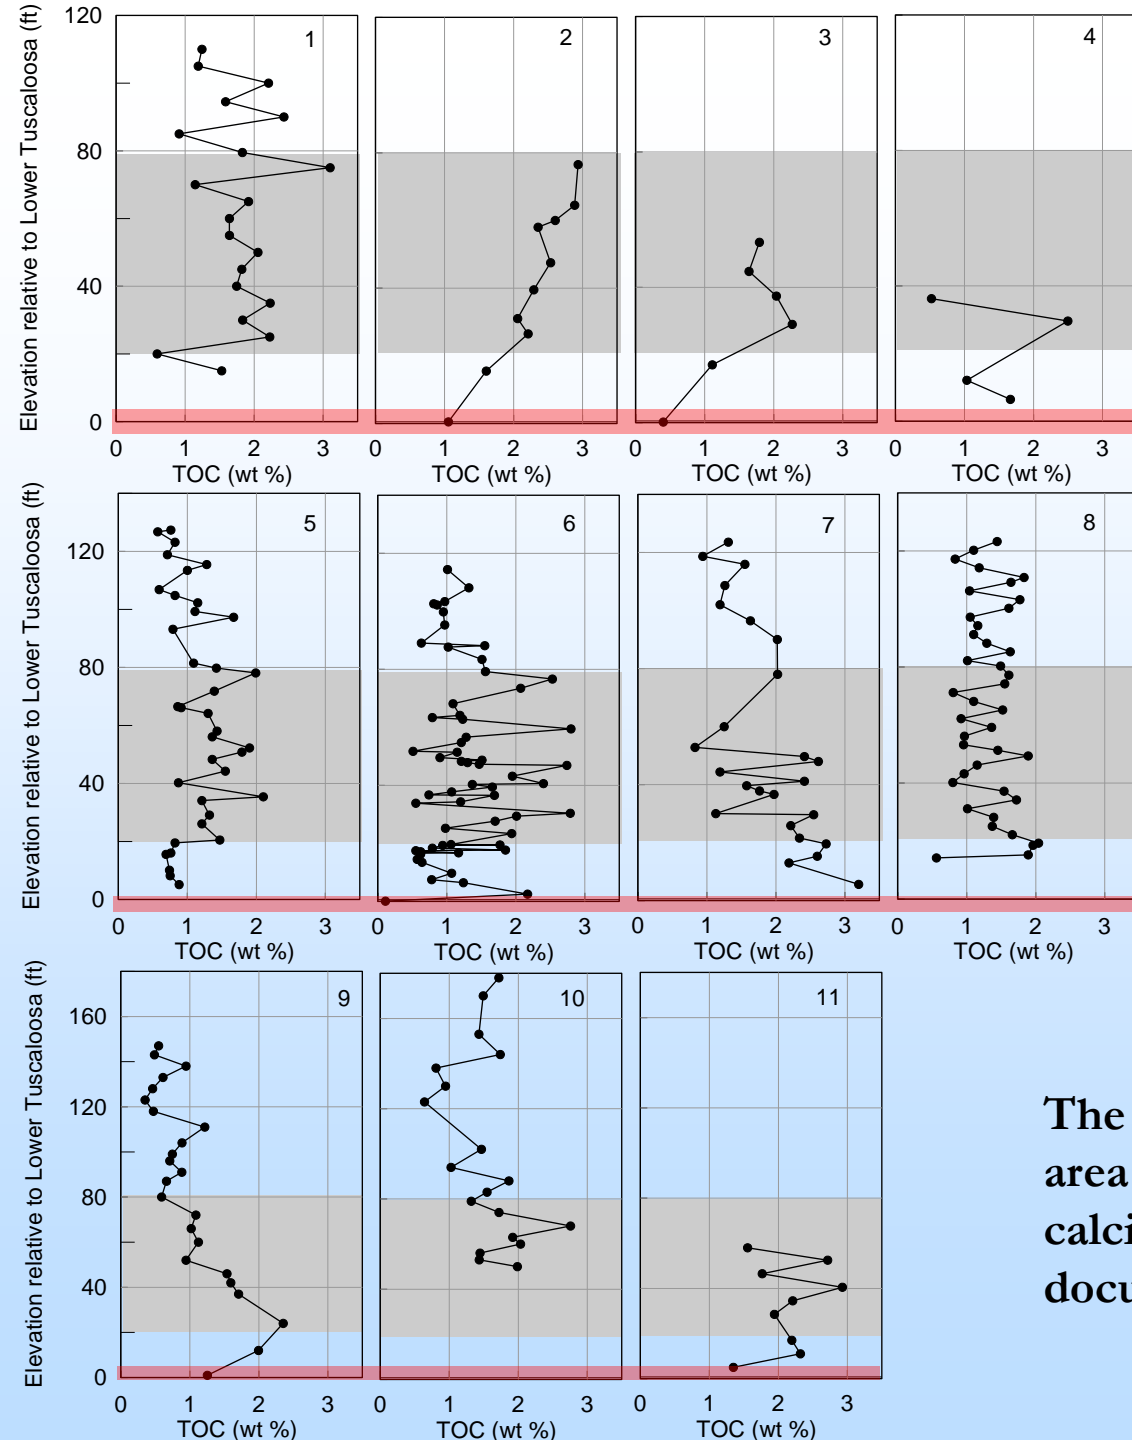 Elevation relative to Lower Tuscaloosa (ft)
120
80
40
0
1
2
3
4
0 1 2 3
0 1 2 3
0 1 2 3
0 1 2 3
TOC (wt %)
TOC (wt %)
TOC (wt %)
TOC (wt %)
Elevation relative to Lower Tuscaloosa (ft)
120
80
40
0
5
6
7
8
0 1 2 3
0 1 2 3
0 1 2 3
0 1 2 3
TOC (wt %)
TOC (wt %)
TOC (wt %)
TOC (wt %)
Elevation relative to Lower Tuscaloosa (ft)
160
120
80
40
0
9
10
11
0 1 2 3
0 1 2 3
0 1 2 3
TOC (wt %)
TOC (wt %)
TOC (wt %)
The
area
calci
docu